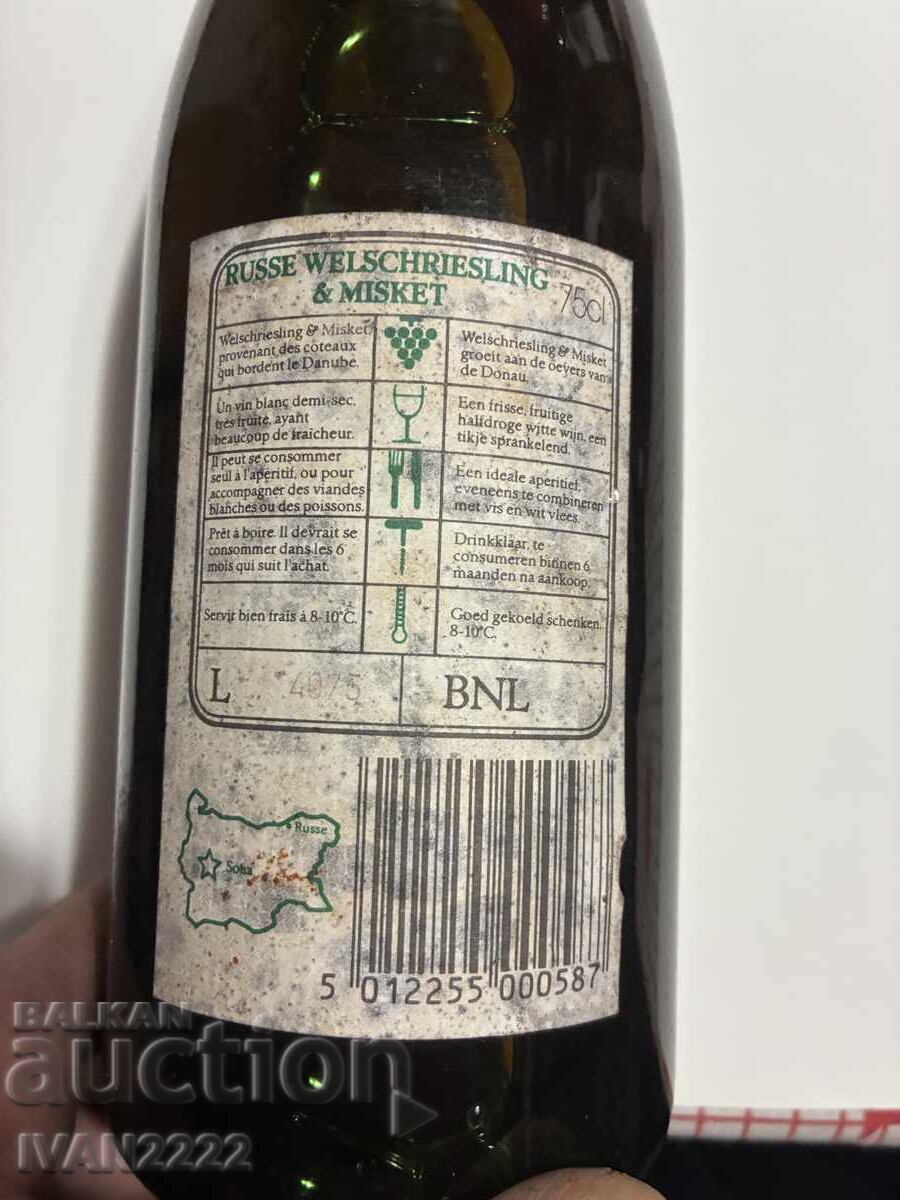 RUSSE WELSCHRIESLING
& MISKET
75cl
Welschriesling & Misket
provenant des côteaux
qui bordent le Danube.
Welschriesling & Misket
groeit aan de oevers van
de Donau.
Un vin blanc demi-sec,
très fruité, ayant
beaucoup de fraîcheur.
Een frisse, fruitige
halfdroge witte wijn, een
tikje sprankelend.
Il peut se consommer
seul à l'apéritif, ou pour
accompagner des viandes
blanches ou des poissons.
Een ideale aperitief,
eveneens te combineren
met vis en wit vlees.
Prêt à boire. Il devrait se
consommer dans les 6
mois qui suit l'achat.
Drinkklaar, te
consumeren binnen 6
maanden na aankoop.
Servir bien frais à 8-10°C.
Goed gekoeld schenken.
8-10°C.
L 4075
BNL
Russe
Sofia
5 012255 000587
BALKAN
auction
IVAN2222